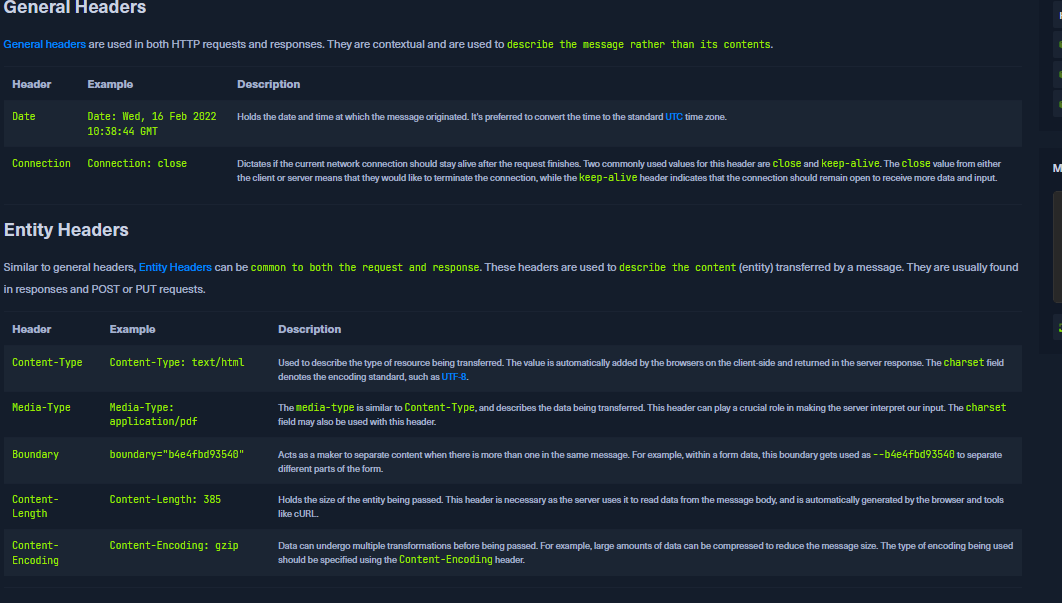 General Headers
General headers are used in both HTTP requests and responses. They are contextual and are used to describe the message rather than its contents.
Header Example Description
Date Date: Wed, 16 Feb 2022 10:38:44 GMT Holds the date and time at which the message originated. It's preferred to convert the time to the standard UTC time zone.
Connection Connection: close Dictates if the current network connection should stay alive after the request finishes. Two commonly used values for this header are close and keep-alive. The close value from either
the client or server means that they would like to terminate the connection, while the keep-alive header indicates that the connection should remain open to receive more data and input.
Entity Headers
Similar to general headers, Entity Headers can be common to both the request and response. These headers are used to describe the content (entity) transferred by a message. They are usually found
in responses and POST or PUT requests.
Header Example Description
Content-Type Content-Type: text/html Used to describe the type of resource being transferred. The value is automatically added by the browsers on the client-side and returned in the server response. The charset field
denotes the encoding standard, such as UTF-8.
Media-Type Media-Type: application/pdf The media-type is similar to Content-Type, and describes the data being transferred. This header can play a crucial role in making the server interpret our input. The charset
field may also be used with this header.
Boundary boundary="b4e4fbd93540" Acts as a maker to separate content when there is more than one in the same message. For example, within a form data, this boundary gets used as --b4e4fbd93540 to separate
different parts of the form.
Content-Length Content-Length: 385 Holds the size of the entity being passed. This header is necessary as the server uses it to read data from the message body, and is automatically generated by the browser and tools
like cURL.
Content-Encoding Content-Encoding: gzip Data can undergo multiple transformations before being passed. For example, large amounts of data can be compressed to reduce the message size. The type of encoding being used
should be specified using the Content-Encoding header.